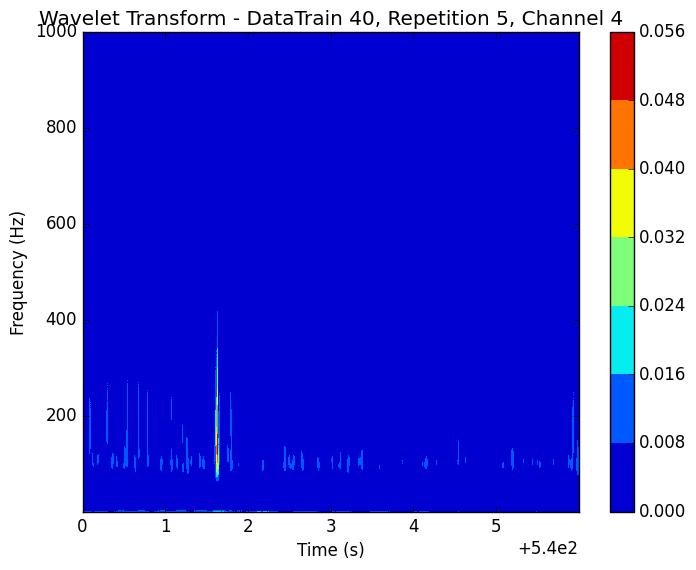 Wavelet Transform - DataTrain 40, Repetition 5, Channel 4
1000
800
600
400
200
Frequency (Hz)
0 1 2 3 4 5
Time (s)
+5.4e2
0.056
0.048
0.040
0.032
0.024
0.016
0.008
0.000